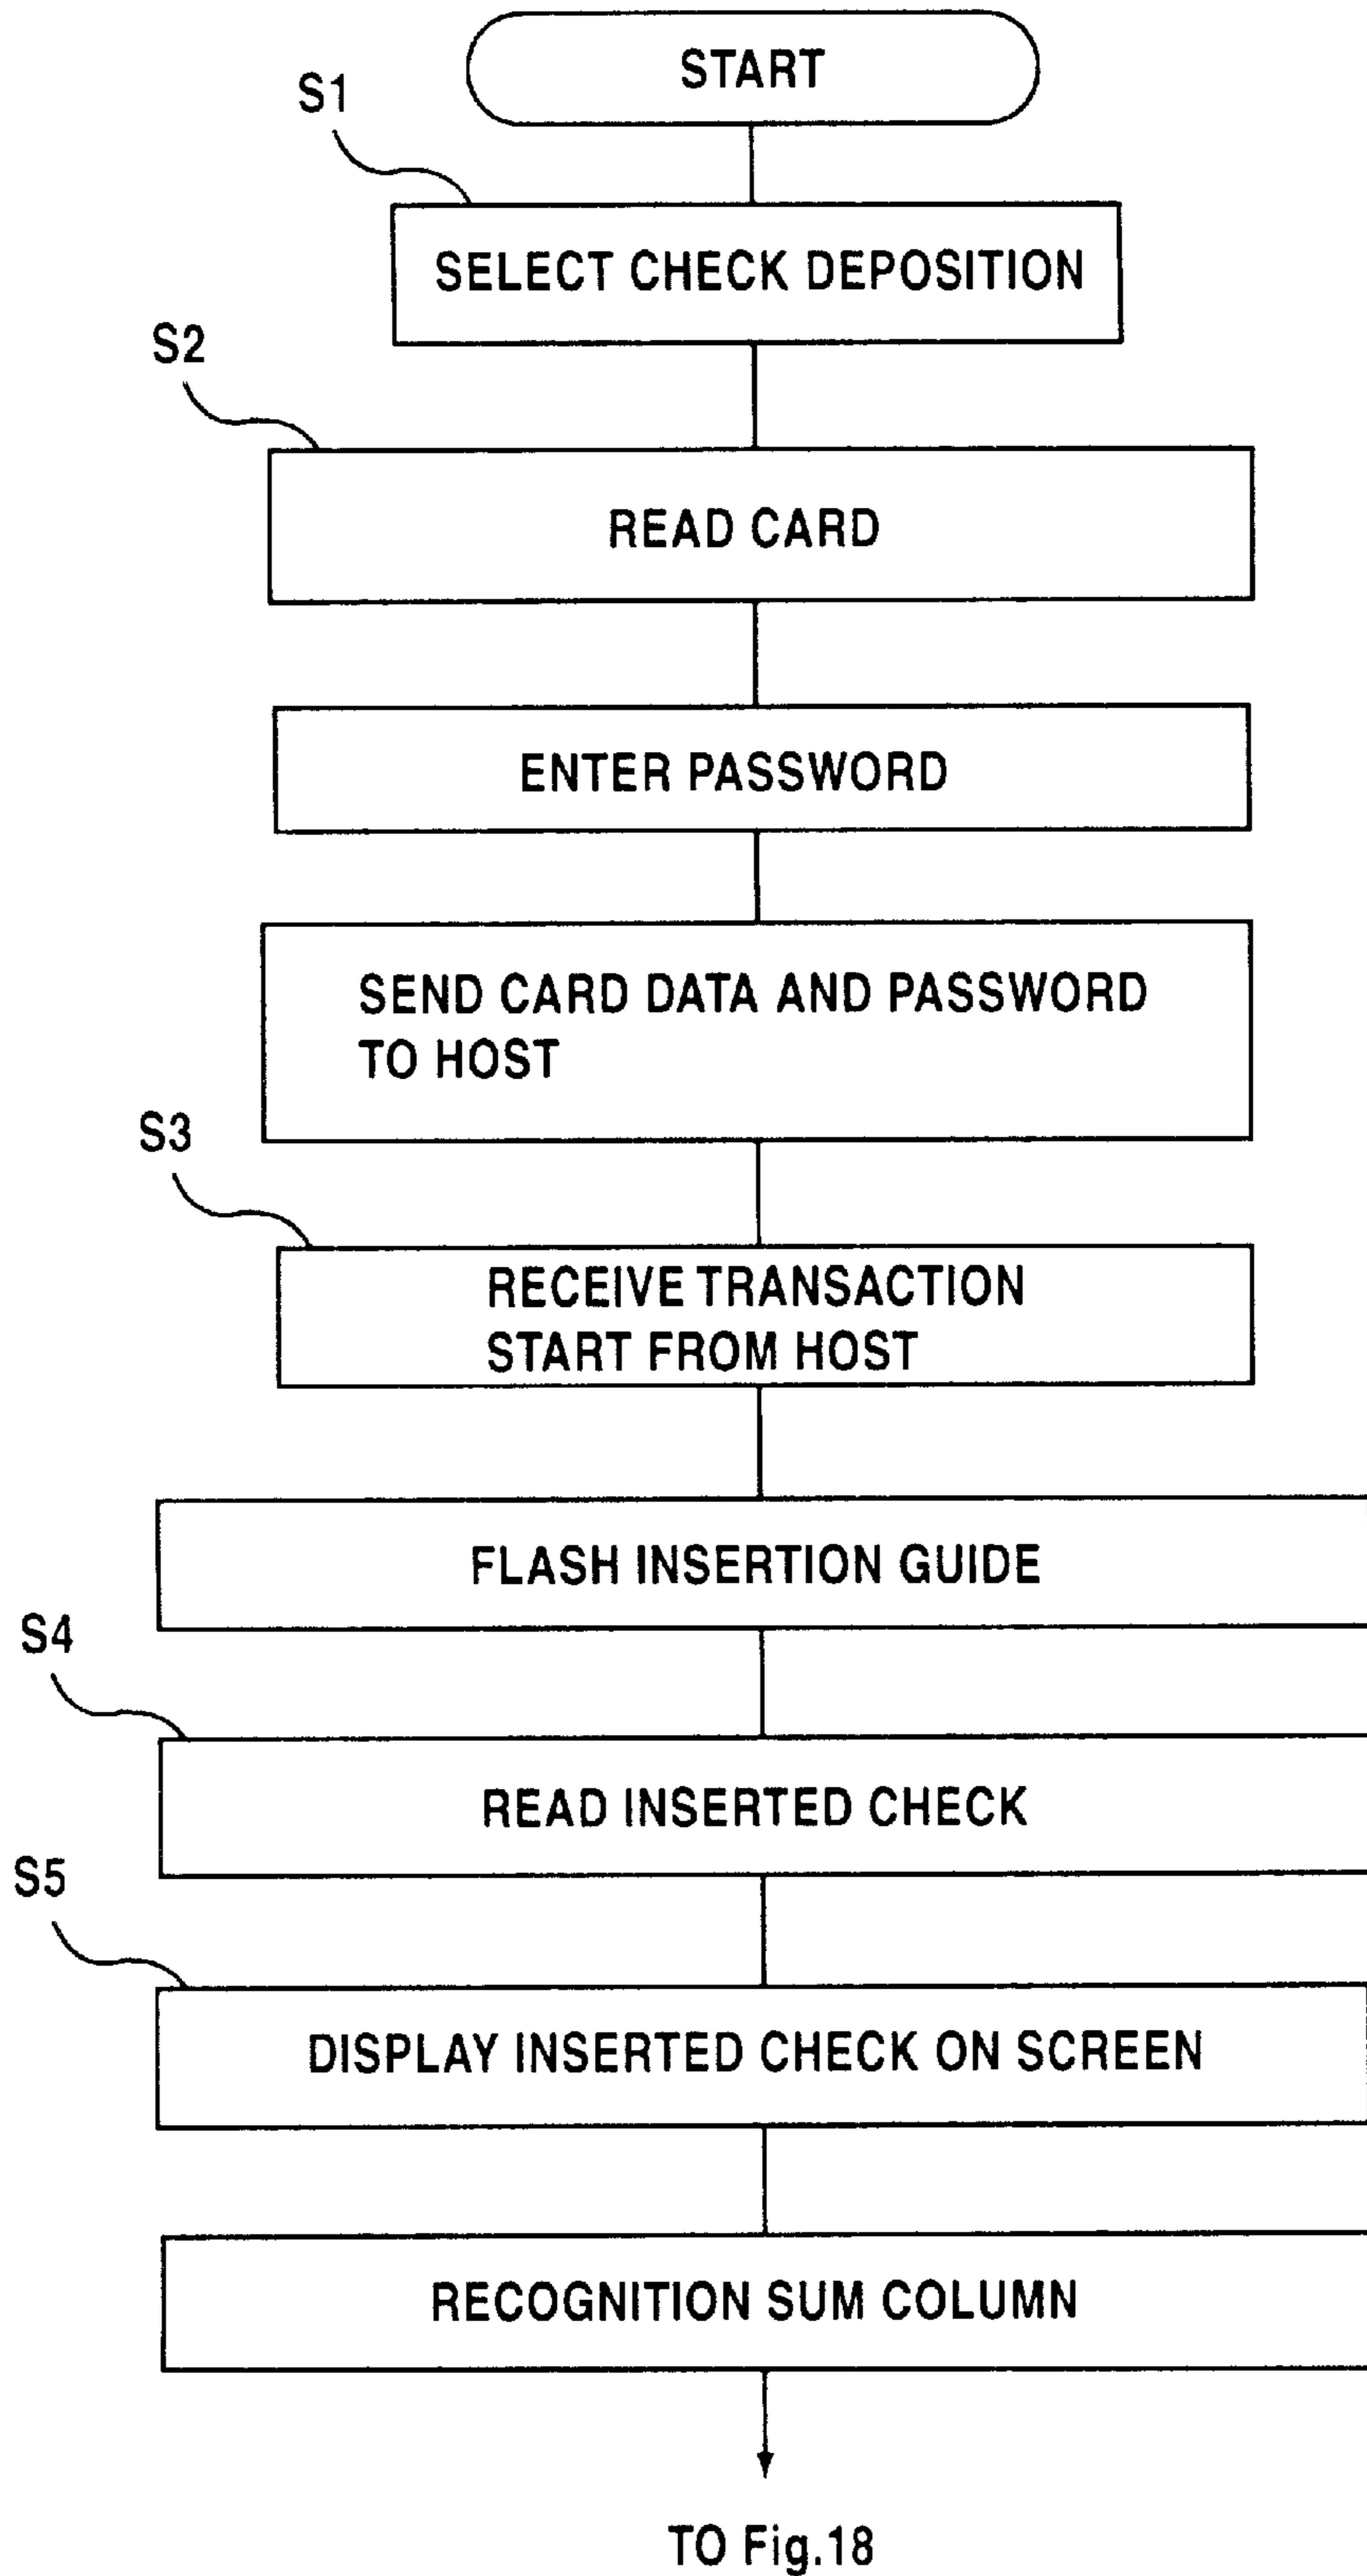 START
S1
SELECT CHECK DEPOSITION
S2
READ CARD
ENTER PASSWORD
SEND CARD DATA AND PASSWORD
TO HOST
S3
RECEIVE TRANSACTION
START FROM HOST
FLASH INSERTION GUIDE
S4
READ INSERTED CHECK
S5
DISPLAY INSERTED CHECK ON SCREEN
RECOGNITION SUM COLUMN
TO Fig.18